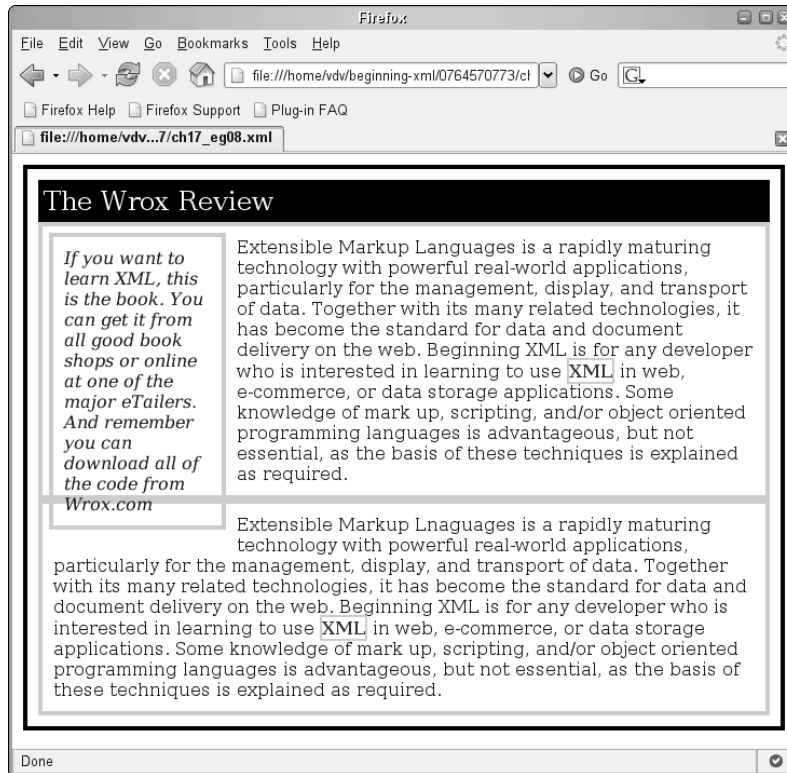 Firefox
File Edit View Go Bookmarks Tools Help
file:///home/vdv/beginning-xml/0764570773/cl Go G
Firefox Help Firefox Support Plug-in FAQ
file:///home/vdv...7/ch17_eg08.xml
The Wrox Review
If you want to
learn XML, this
is the book. You
can get it from
all good book
shops or online
at one of the
major eTailers.
And remember
you can
download all of
the code from
Wrox.com
Extensible Markup Languages is a rapidly maturing
technology with powerful real-world applications,
particularly for the management, display, and transport
of data. Together with its many related technologies, it
has become the standard for data and document
delivery on the web. Beginning XML is for any developer
who is interested in learning to use XML in web,
e-commerce, or data storage applications. Some
knowledge of mark up, scripting, and/or object oriented
programming languages is advantageous, but not
essential, as the basis of these techniques is explained
as required.
Extensible Markup Lnaguages is a rapidly maturing
technology with powerful real-world applications,
particularly for the management, display, and transport of data. Together
with its many related technologies, it has become the standard for data and
document delivery on the web. Beginning XML is for any developer who is
interested in learning to use XML in web, e-commerce, or data storage
applications. Some knowledge of mark up, scripting, and/or object oriented
programming languages is advantageous, but not essential, as the basis of
these techniques is explained as required.
Done